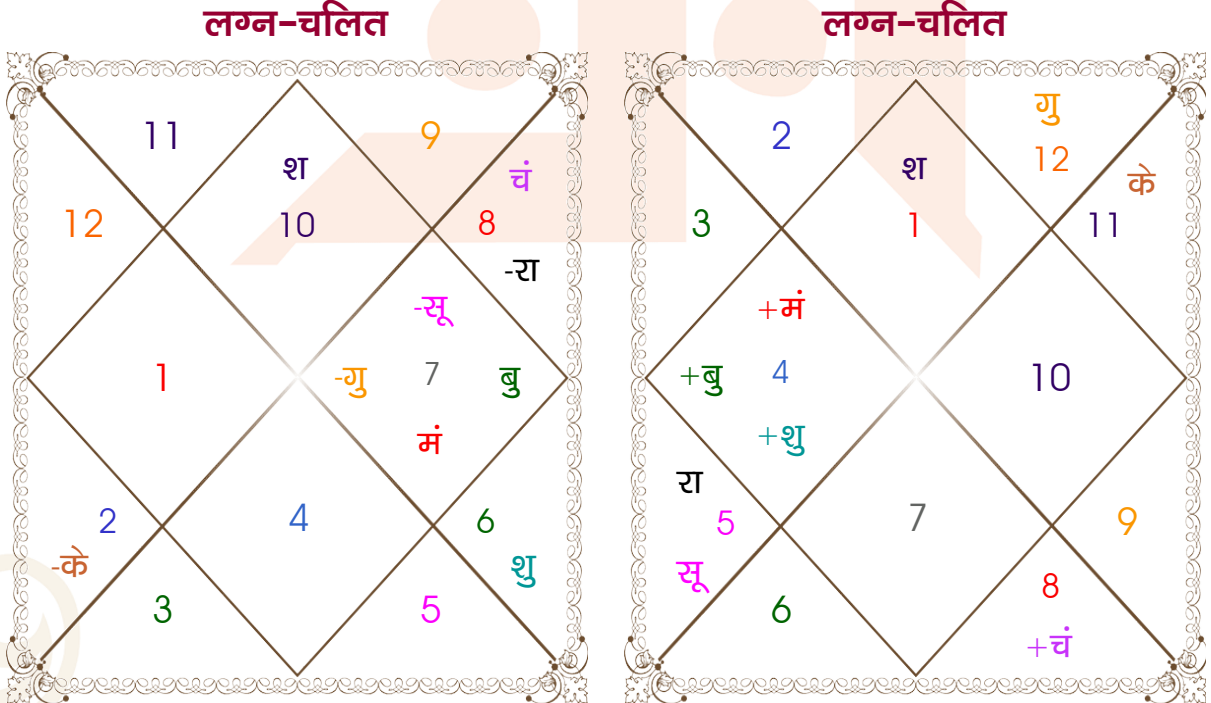 लग्न-चलित
11
9
श
चं
12
10
8
-रा
-सू
1
-गु
7
बु
मं
2
4
6
-के
शु
3
5
लग्न-चलित
गु
2
12
श
के
3
1
11
+मं
+बु
4
10
+शु
रा
5
7
9
सू
8
6
+चं